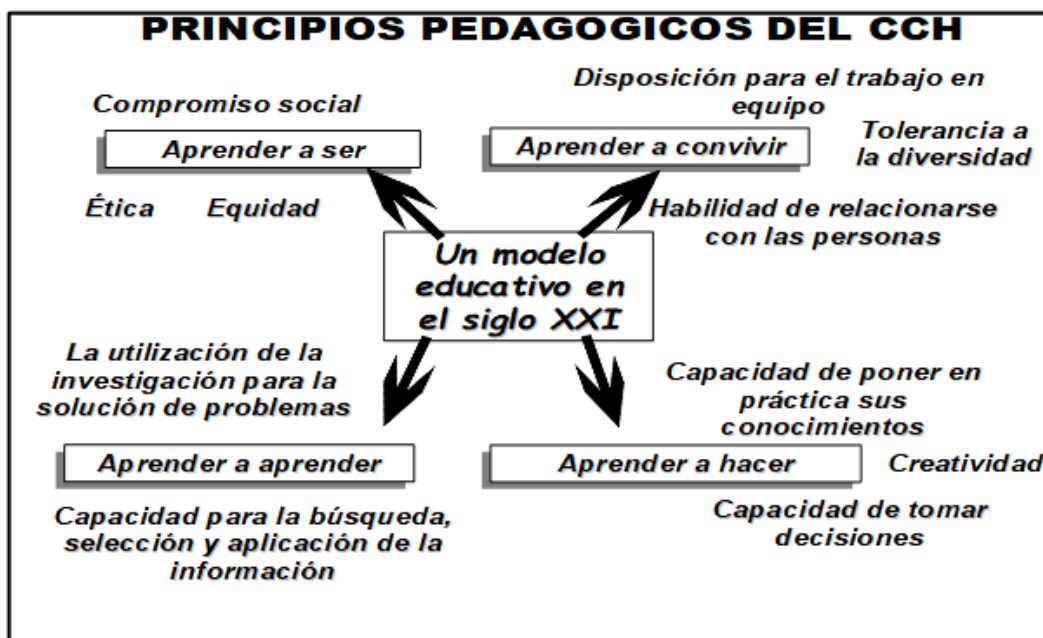 PRINCIPIOS PEDAGOGICOS DEL CCH
Compromiso social
Aprender a ser
Ética Equidad
Disposición para el trabajo en
equipo
Aprender a convivir
Tolerancia a
la diversidad
Habilidad de relacionarse
con las personas
Un modelo
educativo en
el siglo XXI
La utilización de la
investigación para la
solución de problemas
Aprender a aprender
Capacidad para la búsqueda,
selección y aplicación de la
información
Capacidad de poner en
práctica sus
conocimientos
Aprender a hacer
Creatividad
Capacidad de tomar
decisiones